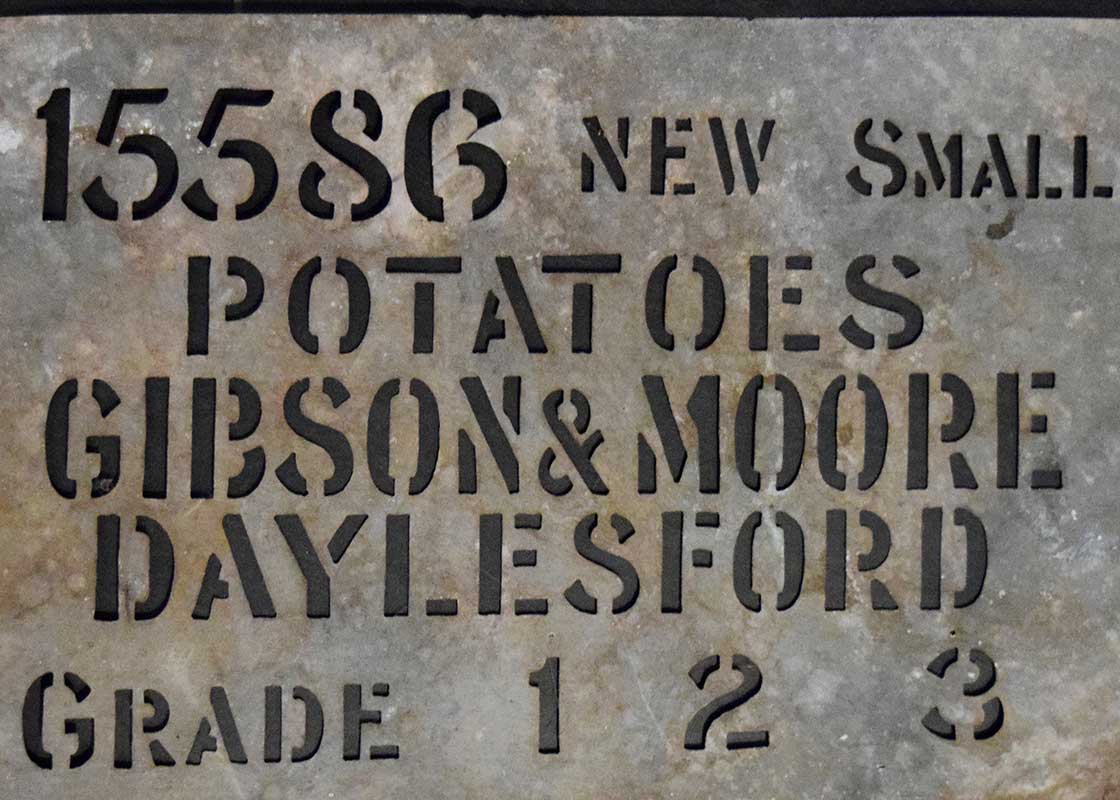 15586 NEW SMALL
POTATOES
GIBSON & MOORE
DAYLESFORD
GRADE 1 2 3